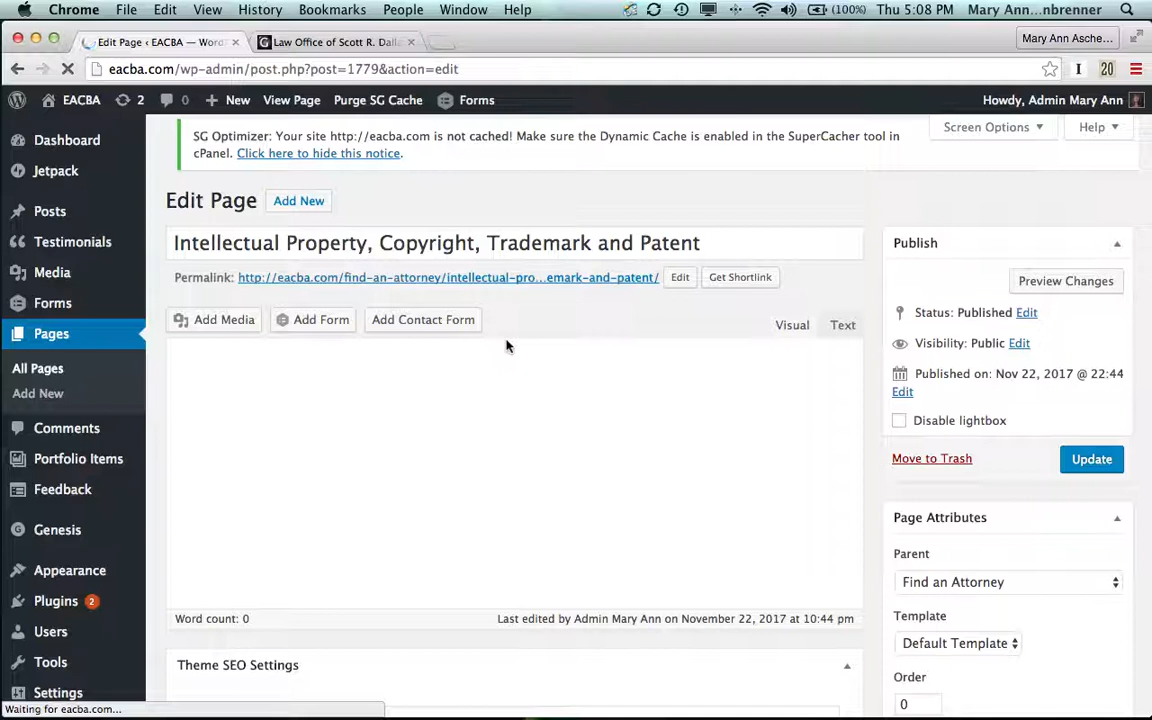 Chrome File Edit View History Bookmarks People Window Help (100%) Thu 5:08 PM Mary Ann...nbrenner
Edit Page ‹ EACBA — Word × Law Office of Scott R. Dalla × Mary Ann Asche...
eacba.com/wp-admin/post.php?post=1779&action=edit 20
EACBA 2 0 + New View Page Purge SG Cache Forms Howdy, Admin Mary Ann
Screen Options Help
SG Optimizer: Your site http://eacba.com is not cached! Make sure the Dynamic Cache is enabled in the SuperCacher tool in
cPanel. Click here to hide this notice.
Dashboard
Jetpack
Posts
Testimonials
Media
Forms
Pages
All Pages
Add New
Comments
Portfolio Items
Feedback
Genesis
Appearance
Plugins 2
Users
Tools
Settings
Edit Page Add New
Intellectual Property, Copyright, Trademark and Patent
Permalink: http://eacba.com/find-an-attorney/intellectual-pro...emark-and-patent/ Edit Get Shortlink
Add Media Add Form Add Contact Form Visual Text
Word count: 0 Last edited by Admin Mary Ann on November 22, 2017 at 10:44 pm
Theme SEO Settings
Publish
Preview Changes
Status: Published Edit
Visibility: Public Edit
Published on: Nov 22, 2017 @ 22:44
Edit
Disable lightbox
Move to Trash Update
Page Attributes
Parent
Find an Attorney
Template
Default Template
Order
0
Waiting for eacba.com...